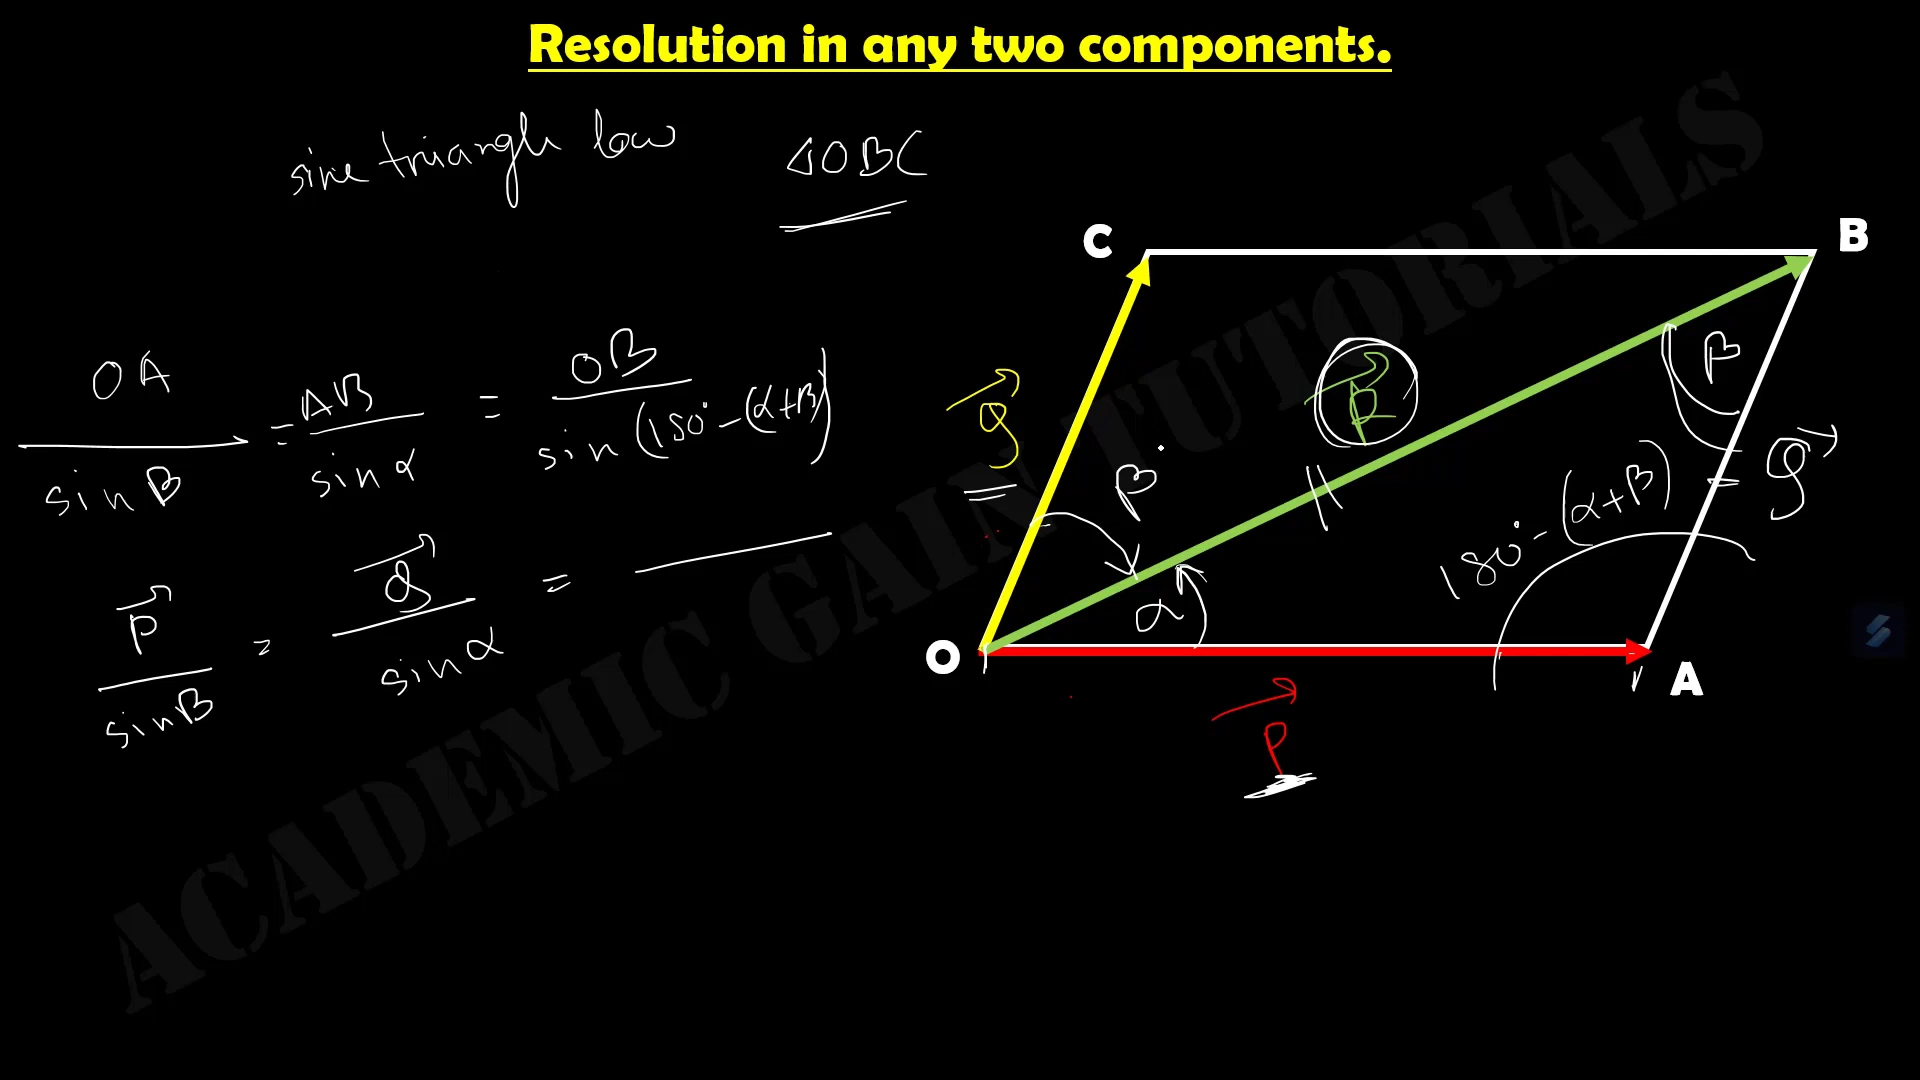 Resolution in any two components.
sine triangle law ΔOBC
OA/sin B = AB/sin α = OB/sin(180°-(α+β))
P/sin B = Q/sin α =
C
B
R
Q
β
β
180°-(α+β)
= Q
α
O
A
P
ACADEMIC GAIN TUTORIALS